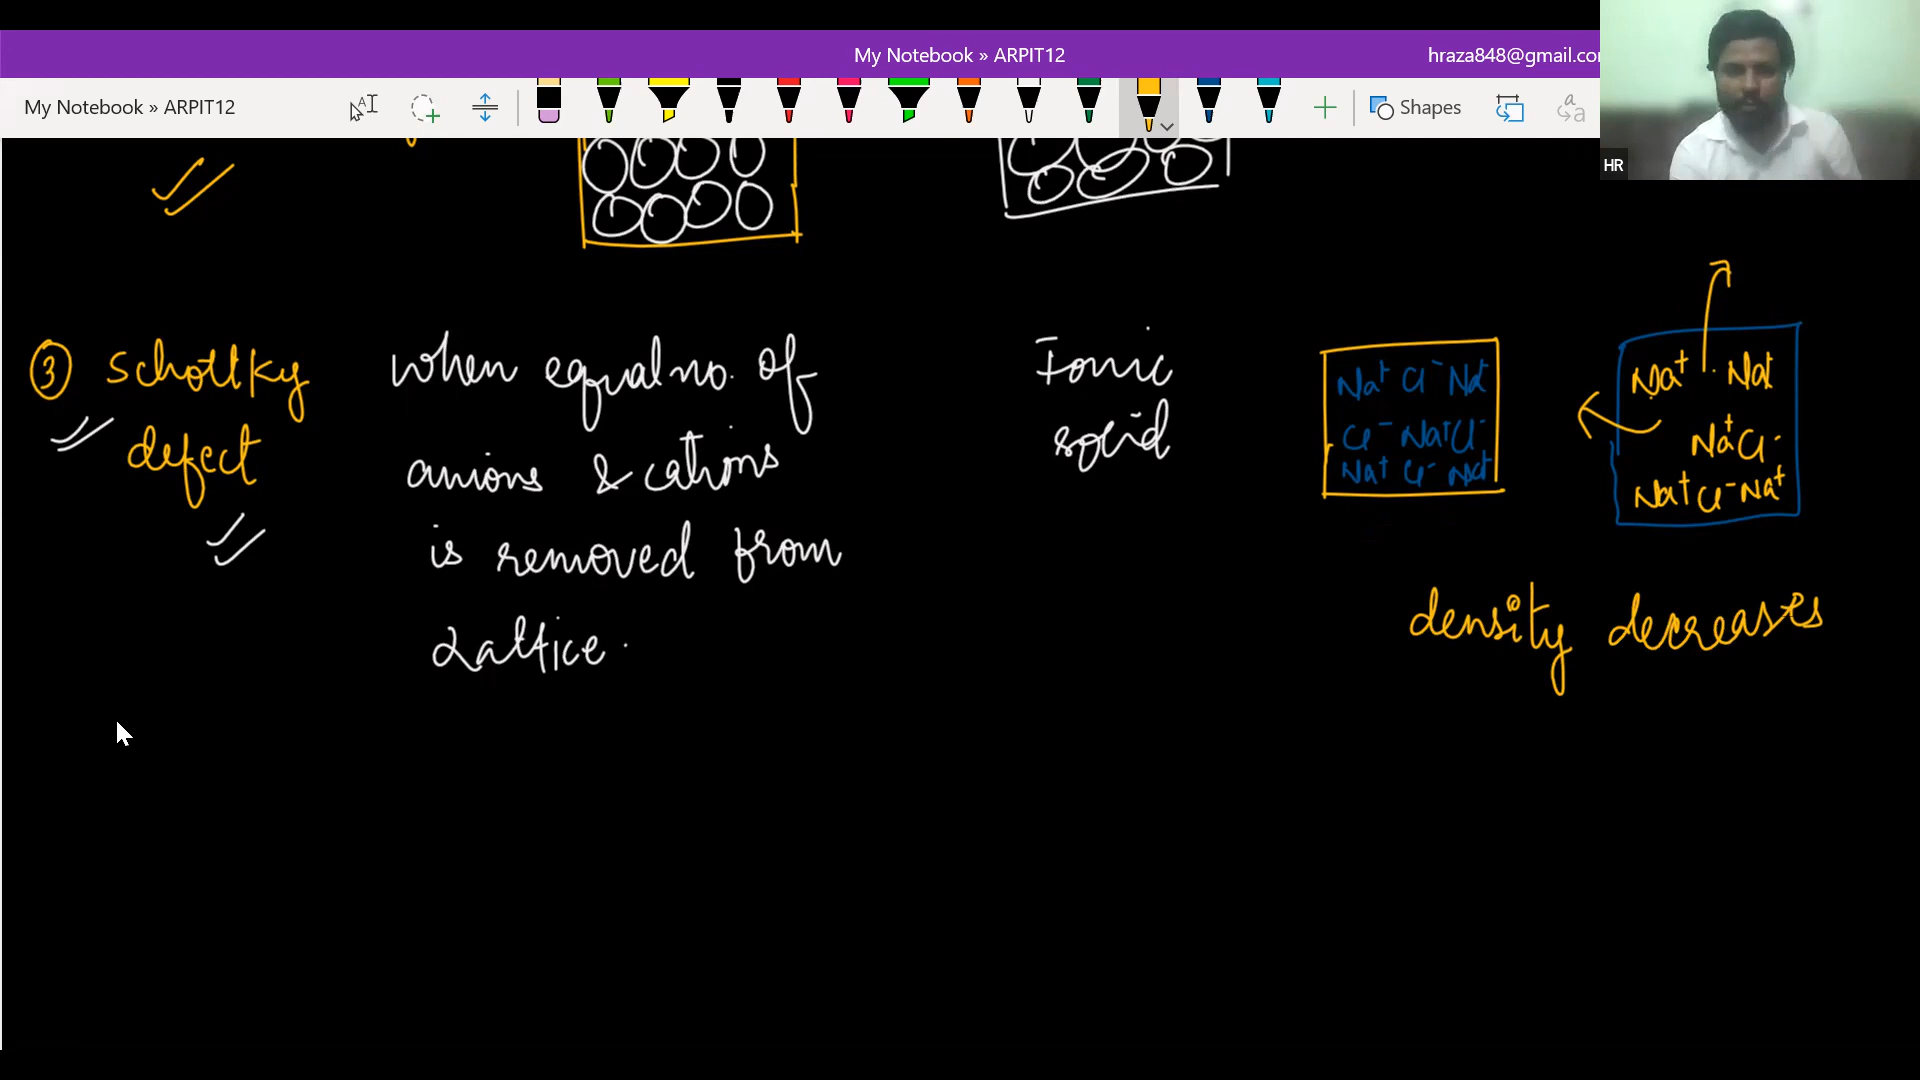 My Notebook » ARPIT12
hraza848@gmail.co
My Notebook » ARPIT12
Shapes
HR
③ Schottky
defect
when equal no. of
anions & cations
is removed from
Lattice.
Ionic
solid
Na⁺ Cl⁻ Na⁺
Cl⁻ Na⁺ Cl⁻
Na⁺ Cl⁻ Na⁺
Na⁺ Na⁺
Na⁺ Cl⁻
Na⁺ Cl⁻ Na⁺
density decreases